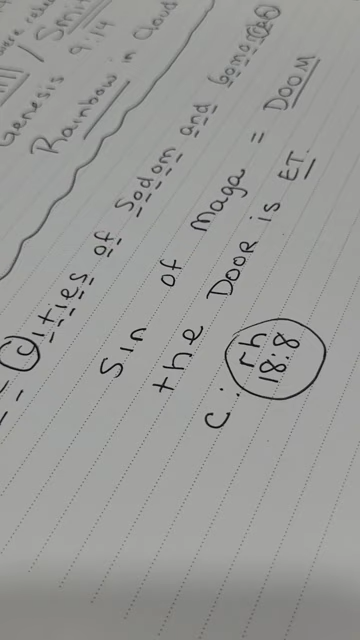 Genesis 9:14
Rainbow in Cloud
= Cities of Sodom and Gomorrah
Sin of maga = DOOM
the DOOR is ET.
C: rh
18:8